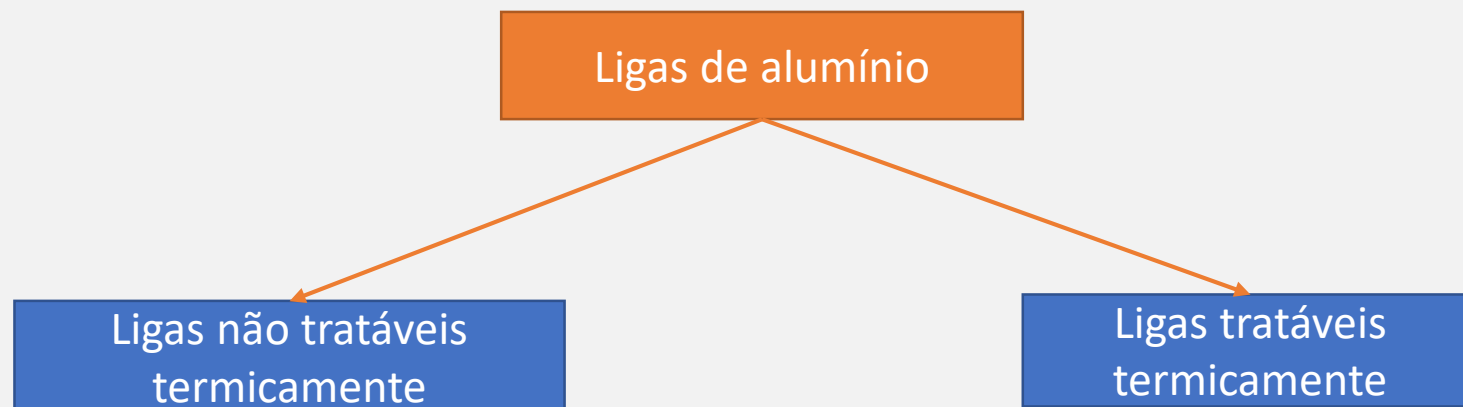 Ligas de alumínio
Ligas não tratáveis
termicamente
Ligas tratáveis
termicamente